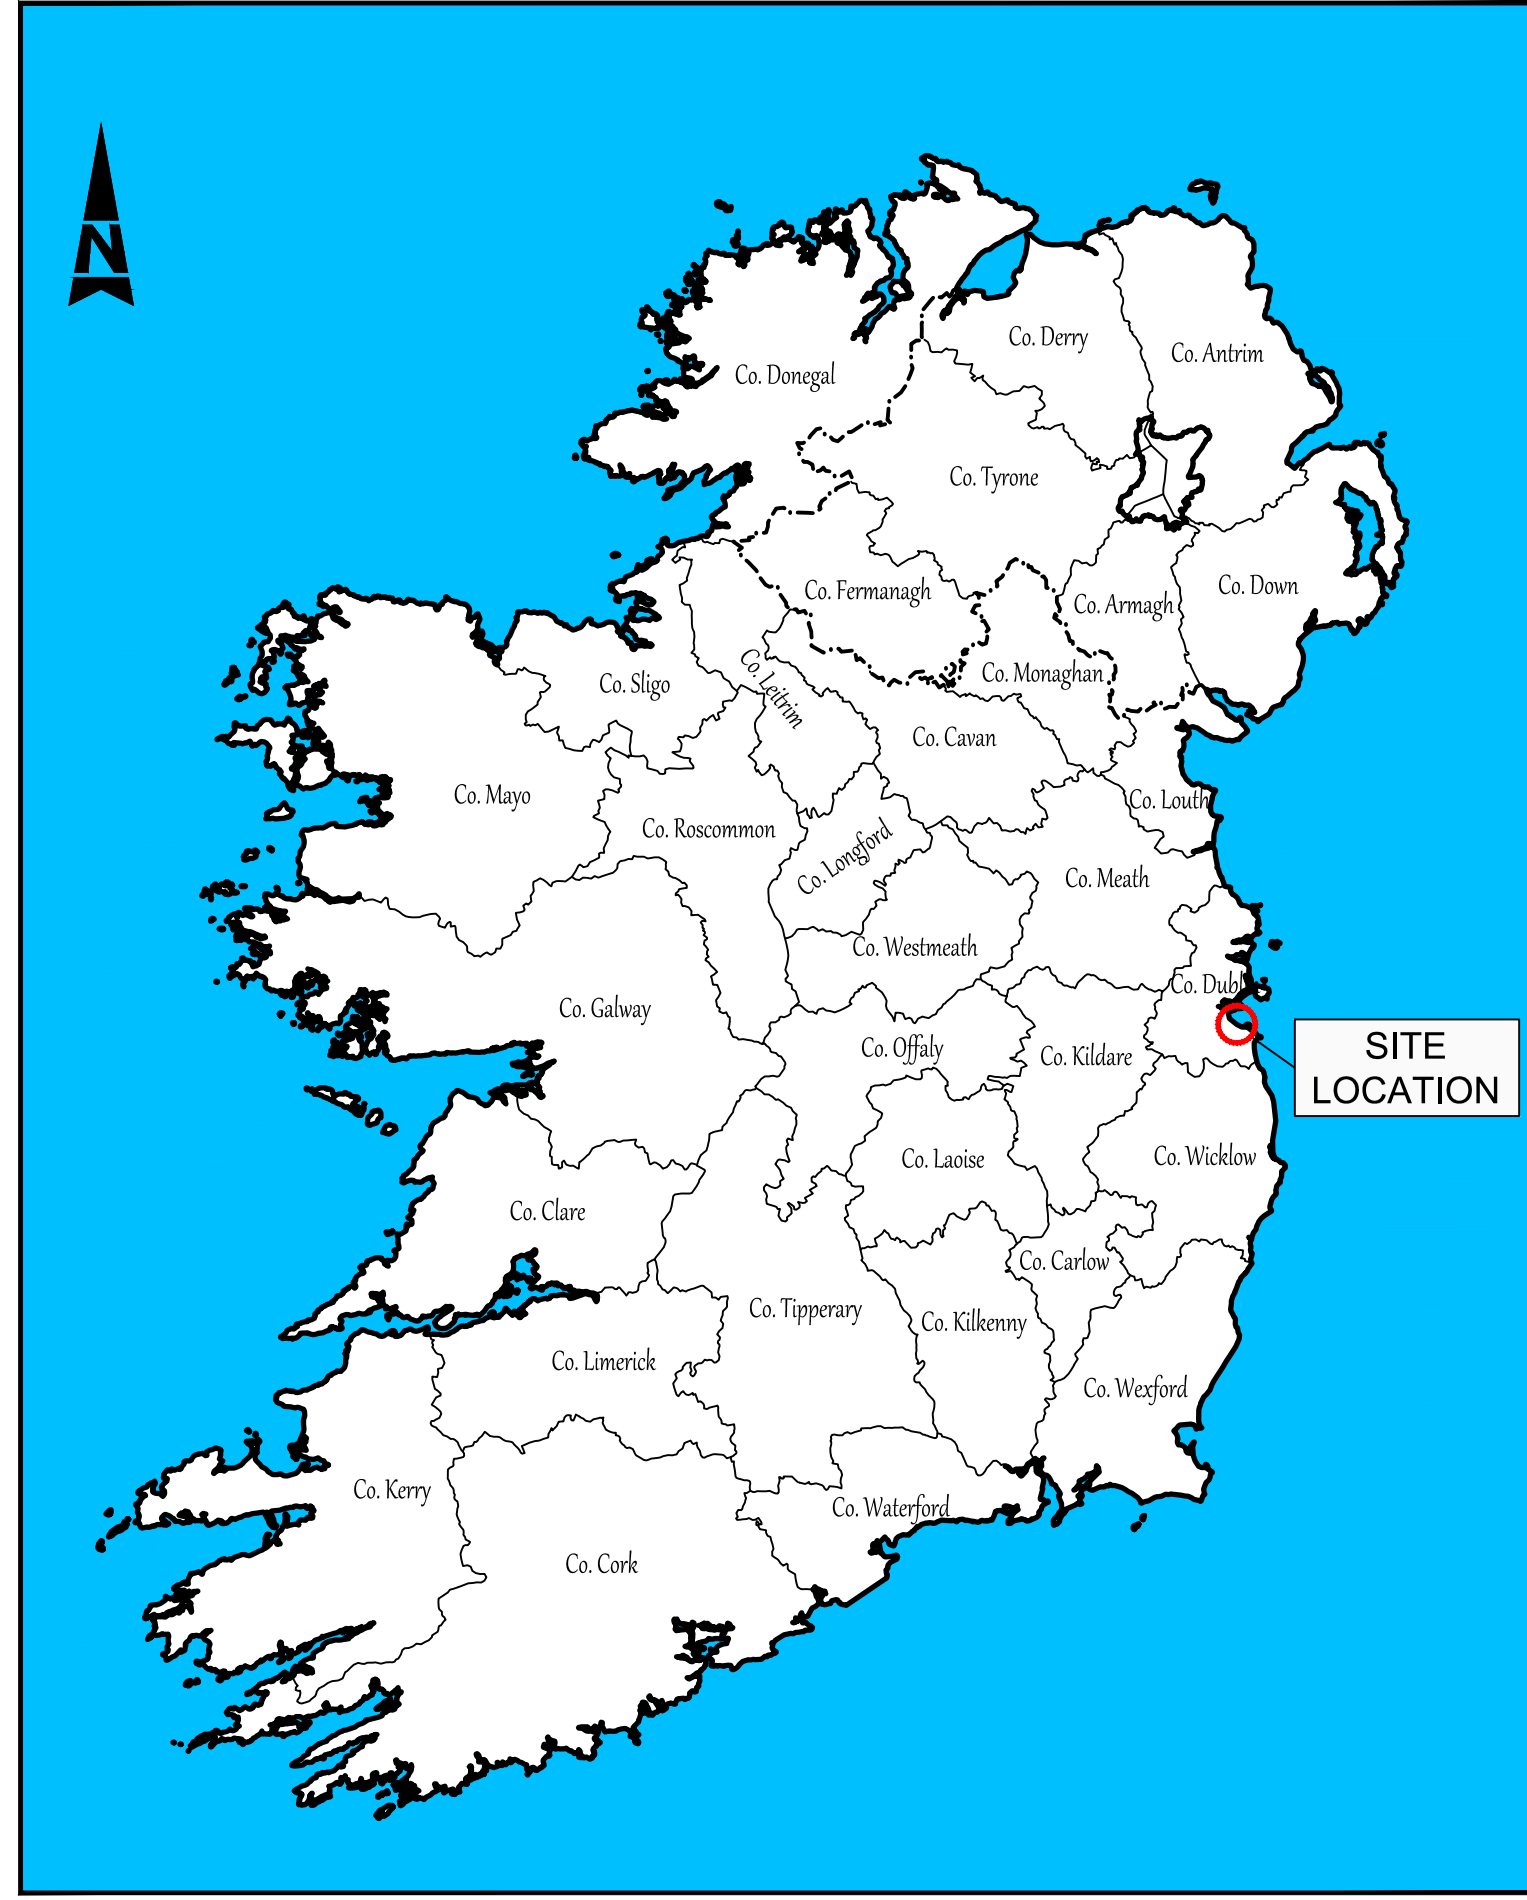 N
Co. Derry
Co. Antrim
Co. Donegal
Co. Tyrone
Co. Fermanagh
Co. Armagh
Co. Down
Co. Monaghan
Co. Sligo
Co. Leitrim
Co. Cavan
Co. Mayo
Co. Louth
Co. Roscommon
Co. Longford
Co. Meath
Co. Westmeath
Co. Dubl
Co. Galway
Co. Offaly
Co. Kildare
SITE
LOCATION
Co. Laoise
Co. Wicklow
Co. Clare
Co. Carlow
Co. Tipperary
Co. Kilkenny
Co. Limerick
Co. Wexford
Co. Kerry
Co. Waterford
Co. Cork